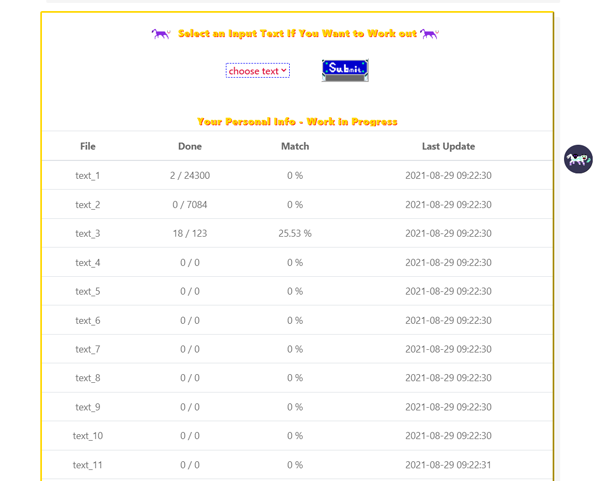 Select an Input Text If You Want to Work out
choose text
Submit
Your Personal Info - Work in Progress
File Done Match Last Update
text_1 2 / 24300 0 % 2021-08-29 09:22:30
text_2 0 / 7084 0 % 2021-08-29 09:22:30
text_3 18 / 123 25.53 % 2021-08-29 09:22:30
text_4 0 / 0 0 % 2021-08-29 09:22:30
text_5 0 / 0 0 % 2021-08-29 09:22:30
text_6 0 / 0 0 % 2021-08-29 09:22:30
text_7 0 / 0 0 % 2021-08-29 09:22:30
text_8 0 / 0 0 % 2021-08-29 09:22:30
text_9 0 / 0 0 % 2021-08-29 09:22:30
text_10 0 / 0 0 % 2021-08-29 09:22:30
text_11 0 / 0 0 % 2021-08-29 09:22:31